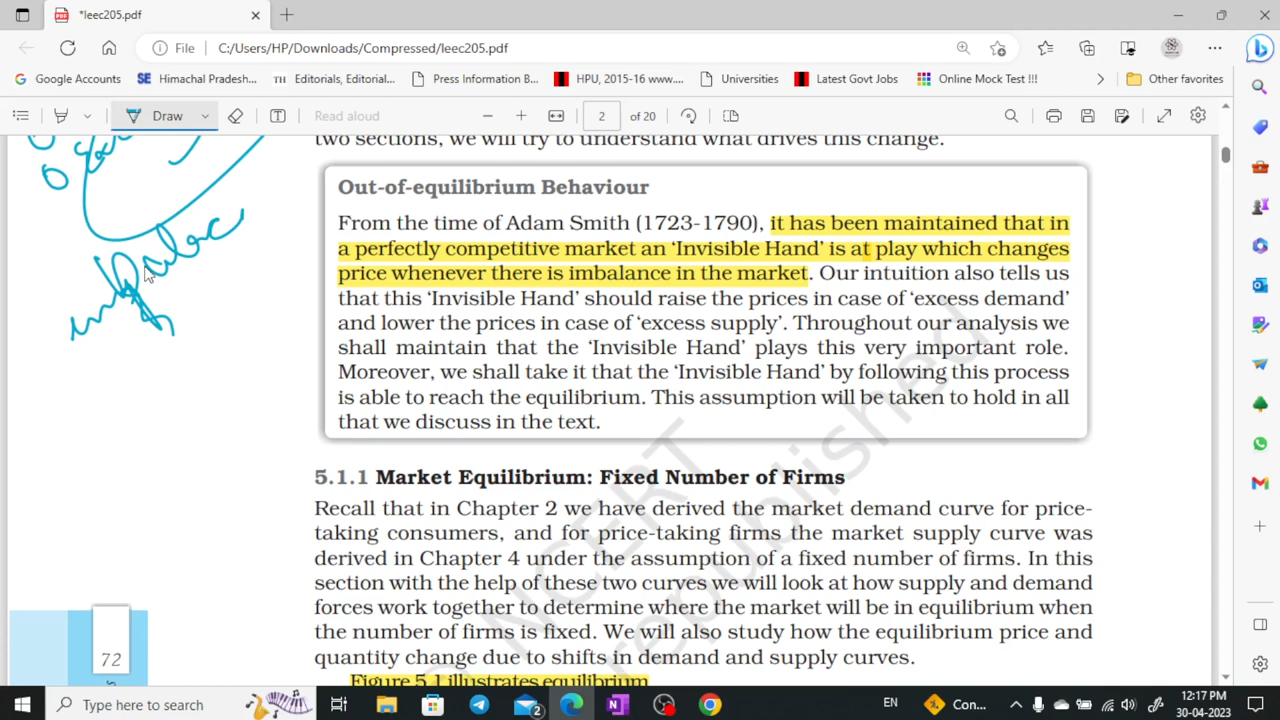 *leec205.pdf
File
C:/Users/HP/Downloads/Compressed/leec205.pdf
Google Accounts
SE Himachal Pradesh...
TH Editorials, Editorial...
Press Information B...
HPU, 2015-16 www....
Universities
Latest Govt Jobs
Online Mock Test !!!
Other favorites
Draw
Read aloud
2 of 20
two sections, we will try to understand what drives this change.
Out-of-equilibrium Behaviour
From the time of Adam Smith (1723-1790), it has been maintained that in
a perfectly competitive market an ‘Invisible Hand’ is at play which changes
price whenever there is imbalance in the market. Our intuition also tells us
that this ‘Invisible Hand’ should raise the prices in case of ‘excess demand’
and lower the prices in case of ‘excess supply’. Throughout our analysis we
shall maintain that the ‘Invisible Hand’ plays this very important role.
Moreover, we shall take it that the ‘Invisible Hand’ by following this process
is able to reach the equilibrium. This assumption will be taken to hold in all
that we discuss in the text.
5.1.1 Market Equilibrium: Fixed Number of Firms
Recall that in Chapter 2 we have derived the market demand curve for price-
taking consumers, and for price-taking firms the market supply curve was
derived in Chapter 4 under the assumption of a fixed number of firms. In this
section with the help of these two curves we will look at how supply and demand
forces work together to determine where the market will be in equilibrium when
the number of firms is fixed. We will also study how the equilibrium price and
quantity change due to shifts in demand and supply curves.
Figure 5.1 illustrates equilibrium
72
© NCERT
republished
Type here to search
2
Con...
EN
12:17 PM
30-04-2023